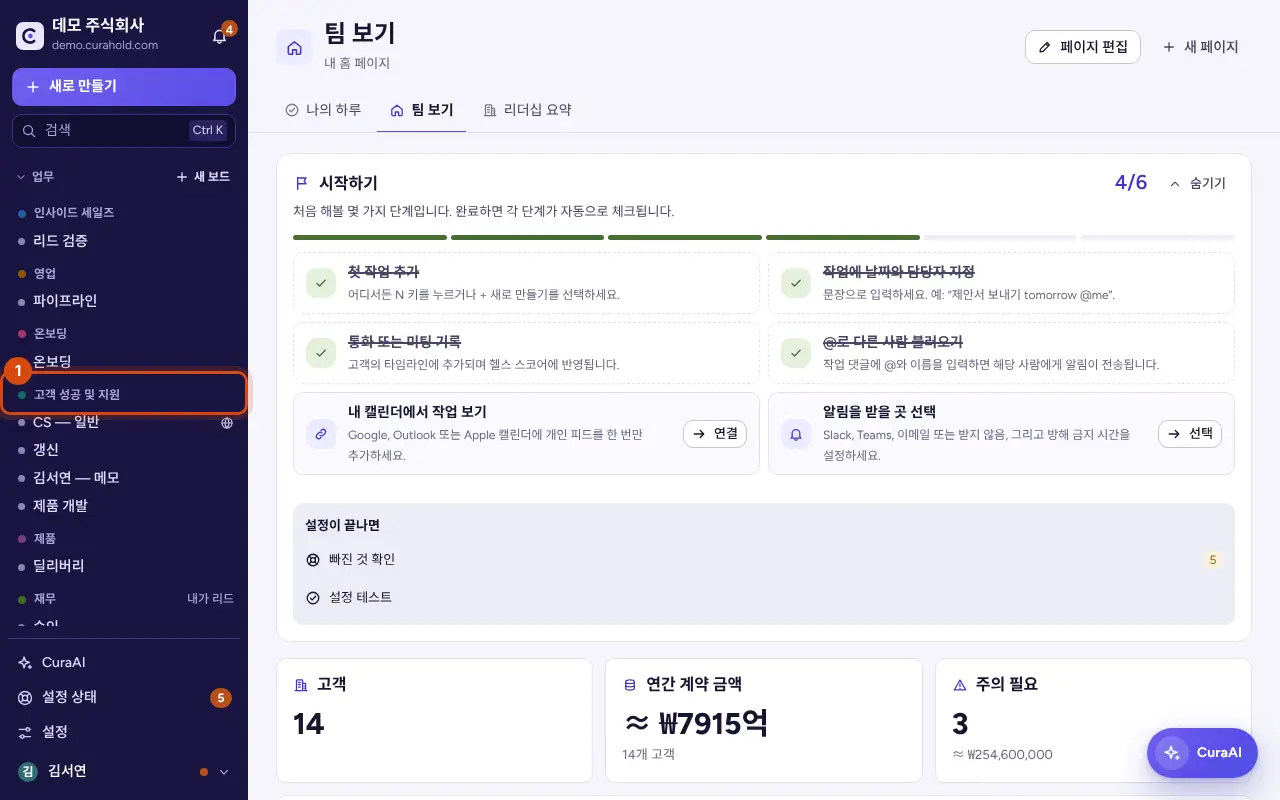 데모 주식회사
demo.curahold.com
4
새로 만들기
검색
Ctrl K
업무
새 보드
인사이드 세일즈
리드 검증
영업
파이프라인
온보딩
온보딩
1
고객 성공 및 지원
CS — 일반
갱신
김서연 — 메모
제품 개발
제품
딜리버리
재무
내가 리드
승인
CuraAI
설정 상태
5
설정
김
김서연
팀 보기
내 홈 페이지
페이지 편집
새 페이지
나의 하루
팀 보기
리더십 요약
시작하기
4/6
숨기기
처음 해볼 몇 가지 단계입니다. 완료하면 각 단계가 자동으로 체크됩니다.
첫 작업 추가
어디서든 N 키를 누르거나 + 새로 만들기를 선택하세요.
작업에 날짜와 담당자 지정
문장으로 입력하세요. 예: “제안서 보내기 tomorrow @me”.
통화 또는 미팅 기록
고객의 타임라인에 추가되며 헬스 스코어에 반영됩니다.
@로 다른 사람 불러오기
작업 댓글에 @와 이름을 입력하면 해당 사람에게 알림이 전송됩니다.
내 캘린더에서 작업 보기
Google, Outlook 또는 Apple 캘린더에 개인 피드를 한 번만
추가하세요.
연결
알림을 받을 곳 선택
Slack, Teams, 이메일 또는 받지 않음, 그리고 방해 금지 시간을
설정하세요.
선택
설정이 끝나면
빠진 것 확인
5
설정 테스트
고객
14
연간 계약 금액
≈ ₩7915억
14개 고객
주의 필요
3
≈ ₩254,600,000
CuraAI